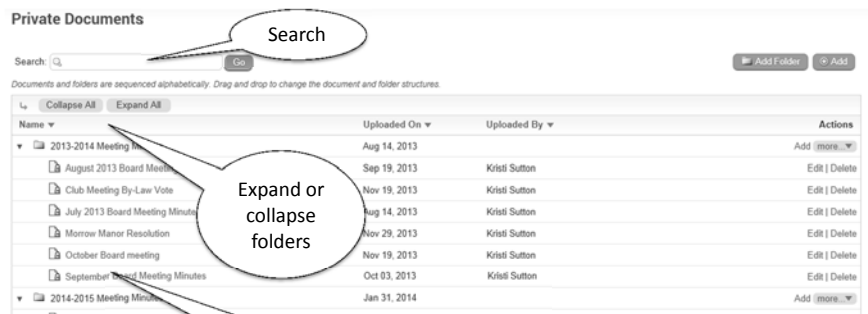 Private Documents
Search
Search: Go Add Folder Add
Documents and folders are sequenced alphabetically. Drag and drop to change the document and folder structures.
Collapse All Expand All
Name Uploaded On Uploaded By Actions
2013-2014 Meeting Aug 14, 2013 Add more...
August 2013 Board Sep 19, 2013 Kristi Sutton Edit | Delete
Club Meeting By-Law Vote Nov 19, 2013 Kristi Sutton Edit | Delete
July 2013 Board Meeting Aug 14, 2013 Kristi Sutton Edit | Delete
Morrow Manor Resolution Nov 29, 2013 Kristi Sutton Edit | Delete
October Board meeting Nov 19, 2013 Kristi Sutton Edit | Delete
September Board Meeting Minutes Oct 03, 2013 Kristi Sutton Edit | Delete
2014-2015 Meeting Jan 31, 2014 Add more...
Expand or
collapse
folders